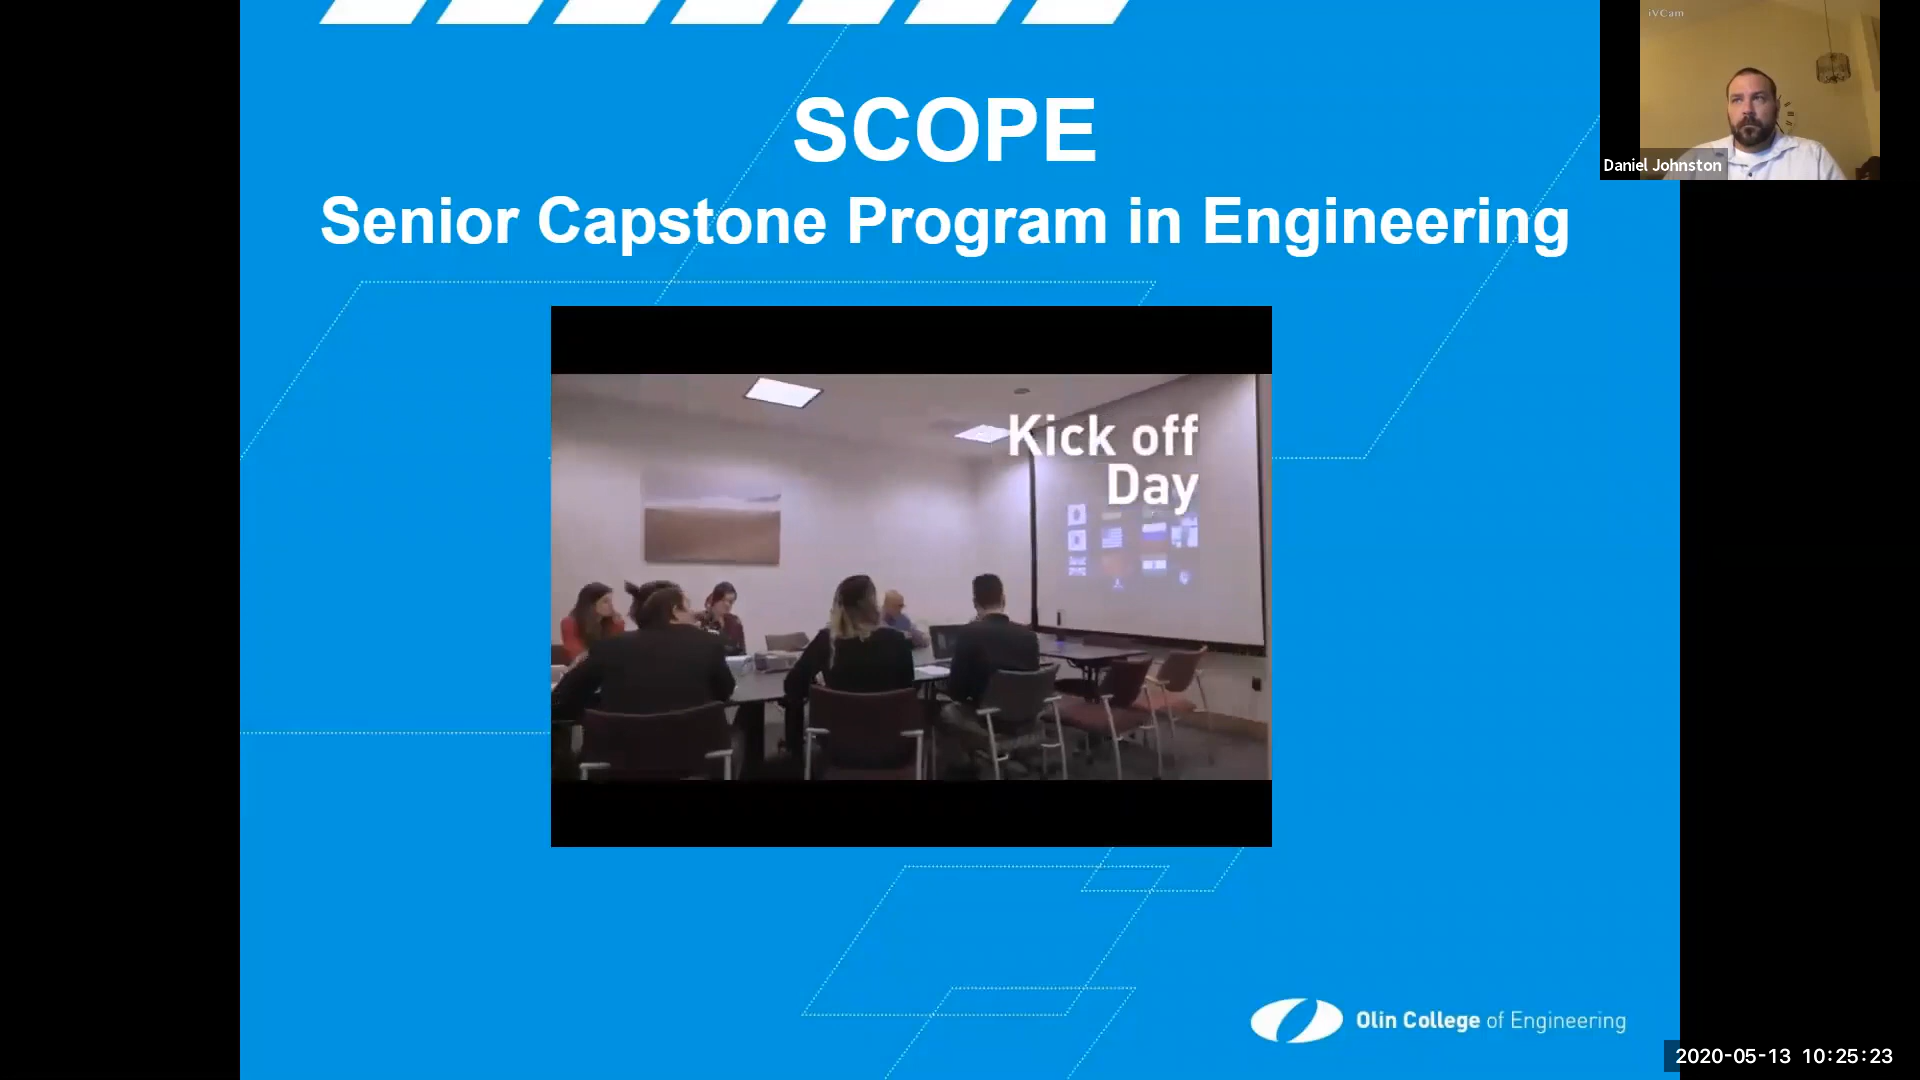 iVCam
Daniel Johnston
SCOPE
Senior Capstone Program in Engineering
Kick off
Day
Olin College of Engineering
2020-05-13 10:25:23